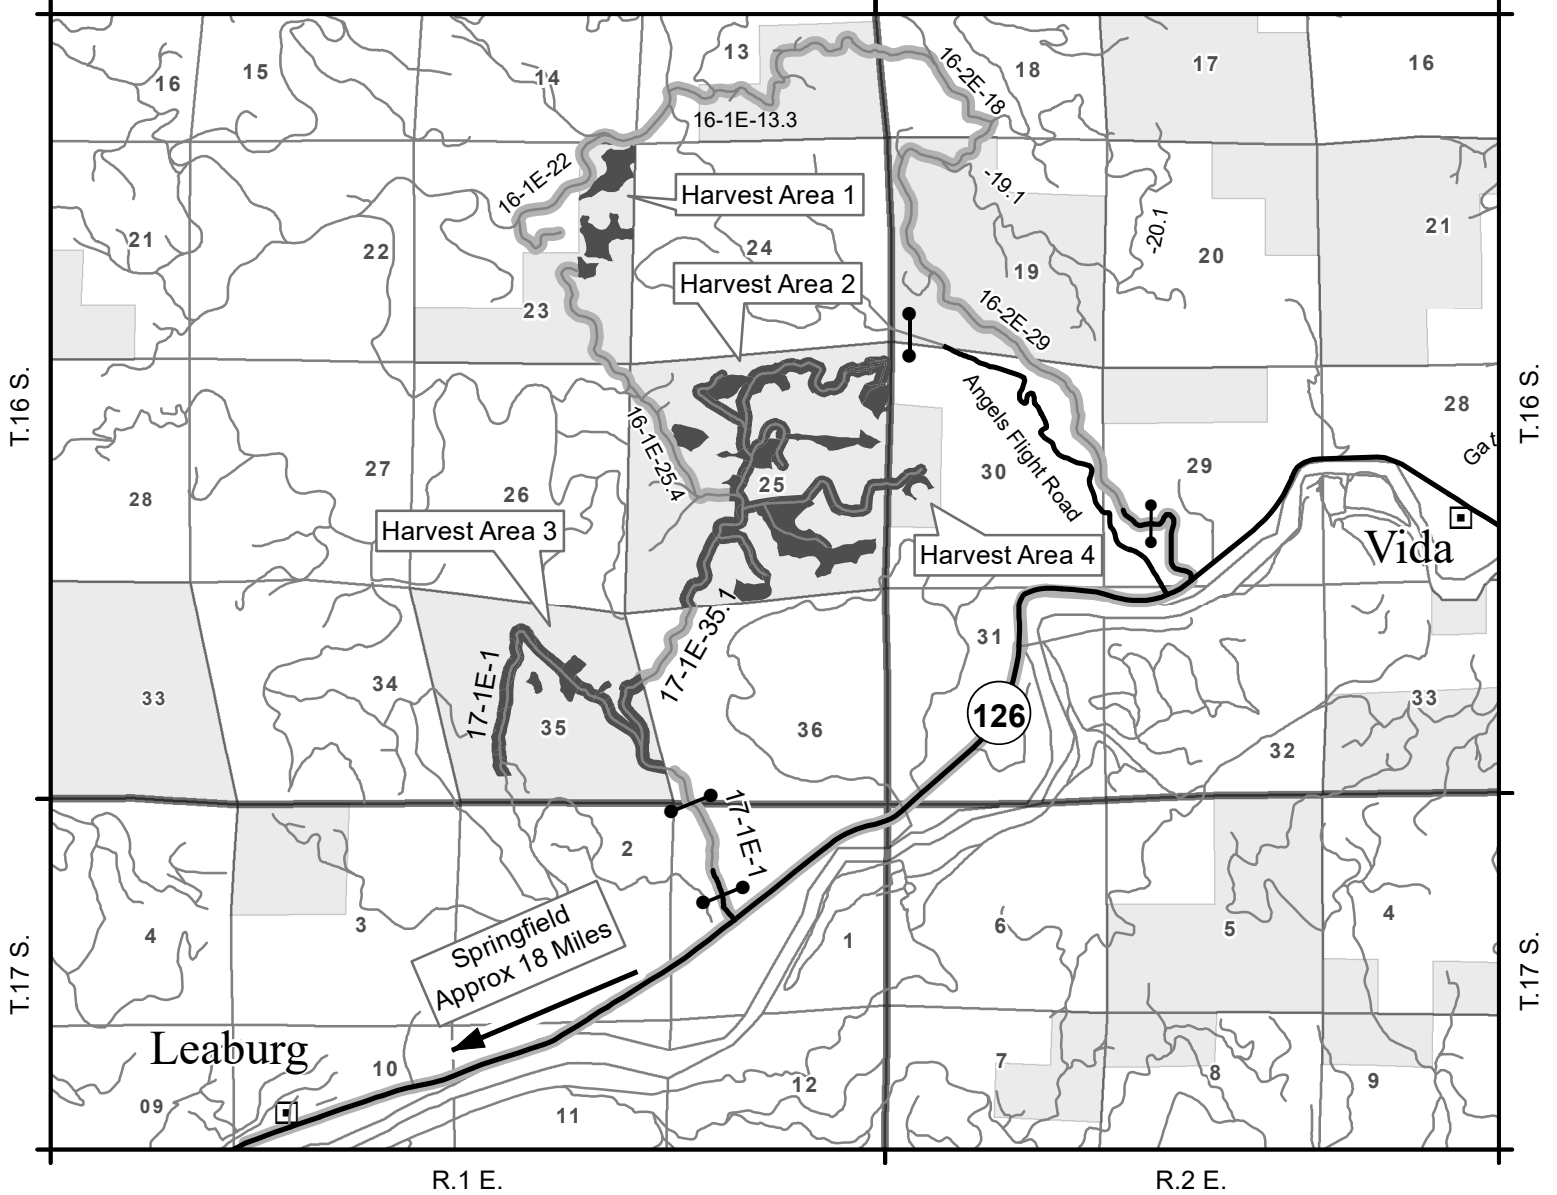 13
16-2E-18
18
17
16
16
15
14
16-1E-13.3
16-1E-22
Harvest Area 1
-19.1
-20.1
21
22
24
20
21
Harvest Area 2
19
23
16-2E-29
T.16 S.
T.16 S.
Angels Flight Road
28
16-1E-25.4
Gat
27
30
29
28
26
25
Harvest Area 3
Harvest Area 4
Vida
17-1E-35.1
31
17-1E-1
33
34
33
35
36
126
32
17-1E-1
2
4
3
Springfield
Approx 18 Miles
1
6
5
4
T.17 S.
T.17 S.
Leaburg
10
7
8
9
09
12
11
R.1 E.
R.2 E.